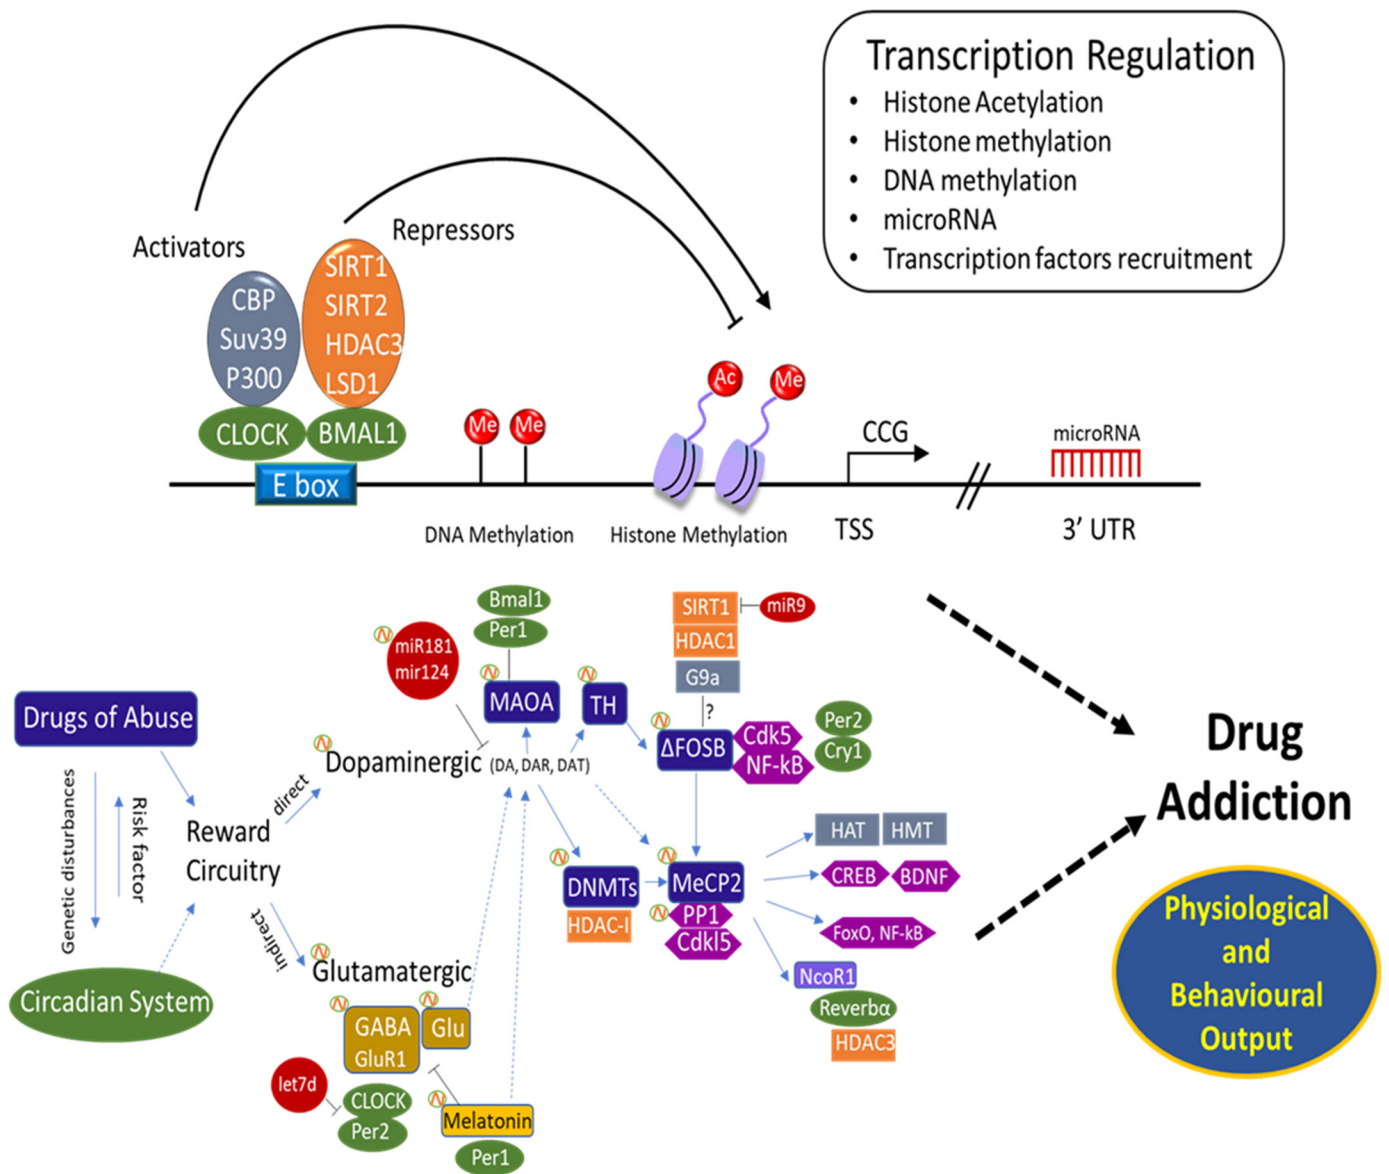 Transcription Regulation
• Histone Acetylation
• Histone methylation
• DNA methylation
• microRNA
• Transcription factors recruitment
Activators
Repressors
CBP
Suv39
P300
SIRT1
SIRT2
HDAC3
LSD1
CLOCK
BMAL1
E box
Me
Me
Ac
Me
CCG
microRNA
DNA Methylation
Histone Methylation
TSS
3' UTR
Drugs of Abuse
Genetic disturbances
Risk factor
Circadian System
Reward
Circuitry
direct
indirect
miR181
mir124
Bmal1
Per1
MAOA
TH
Dopaminergic (DA, DAR, DAT)
SIRT1
miR9
HDAC1
G9a
?
ΔFOSB
Cdk5
NF-kB
Per2
Cry1
DNMTs
HDAC-I
MeCP2
PP1
Cdkl5
HAT
HMT
CREB
BDNF
FoxO, NF-kB
NcoR1
Reverbα
HDAC3
Glutamatergic
GABA
GluR1
Glu
let7d
CLOCK
Per2
Melatonin
Per1
Drug
Addiction
Physiological
and
Behavioural
Output